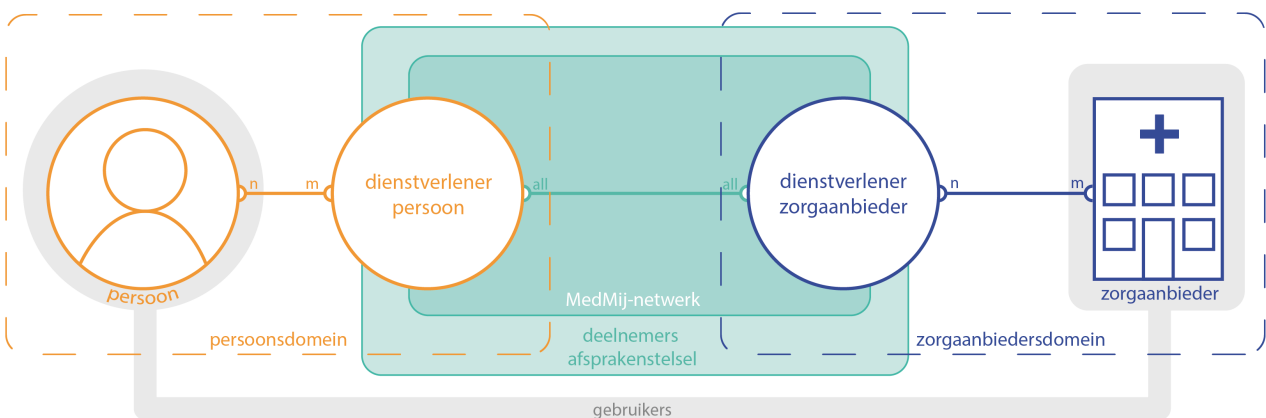 n
m
dienstverlener
persoon
all
all
dienstverlener
zorgaanbieder
n
m
persoon
MedMij-netwerk
zorgaanbieder
persoonsdomein
deelnemers
afsprakenstelsel
zorgaanbiedersdomein
gebruikers